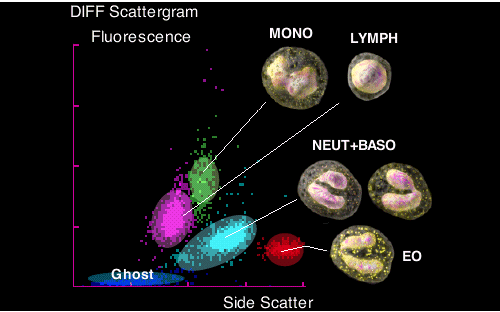 DIFF Scattergram
Fluorescence
MONO
LYMPH
NEUT+BASO
EO
Ghost
Side Scatter